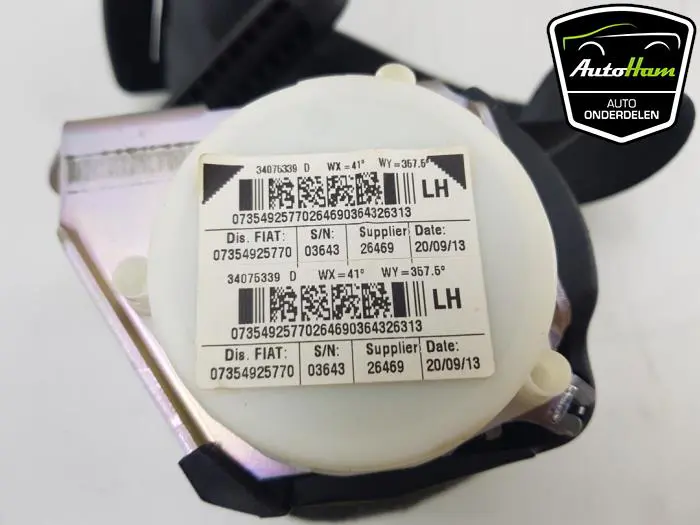 AutoHam
AUTO
ONDERDELEN
34075339 D WX=41° WY=357.5°
LH
07354925770264690364326313
Dis. FIAT: S/N: Supplier Date:
07354925770 03643 26469 20/09/13
34075339 D WX=41° WY=357.5°
LH
07354925770264690364326313
Dis. FIAT: S/N: Supplier Date:
07354925770 03643 26469 20/09/13